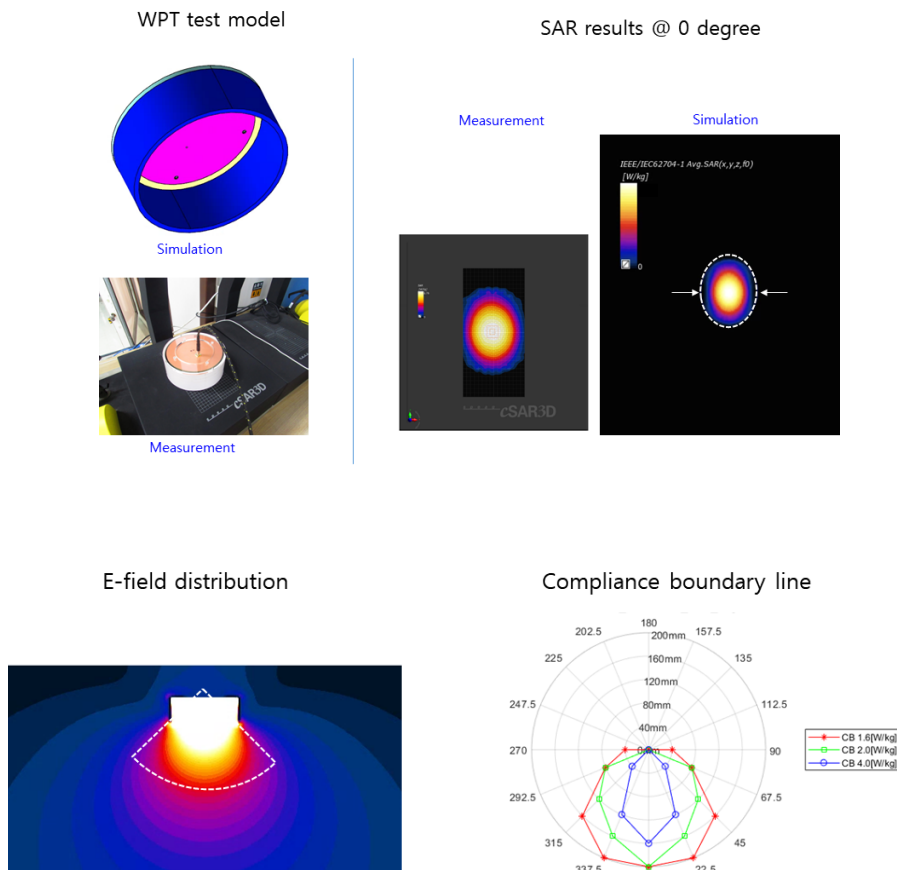 WPT test model
SAR results @ 0 degree
Measurement
Simulation
IEEE/IEC62704-1 Avg.SAR(x,y,z,f0)
[W/kg]
0
Simulation
cSAR3D
cSAR3D
Measurement
E-field distribution
Compliance boundary line
180
202.5
200mm
157.5
225
160mm
135
120mm
247.5
80mm
112.5
40mm
270
0mm
90
CB 1.6[W/kg]
CB 2.0[W/kg]
CB 4.0[W/kg]
292.5
67.5
315
45
337.5
22.5